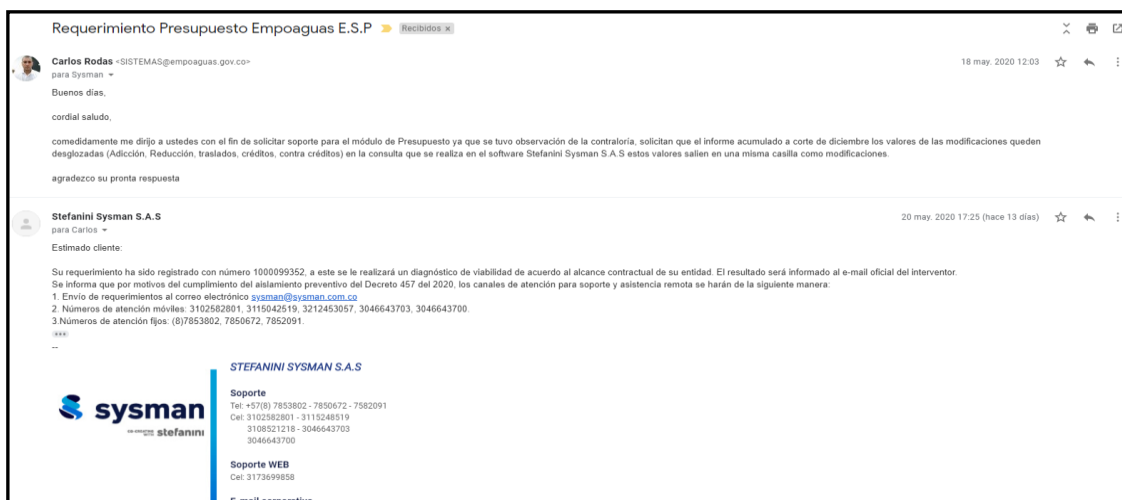 Requerimiento Presupuesto Empoaguas E.S.P Recibidos x
Carlos Rodas <SISTEMAS@empoaguas.gov.co>
18 may. 2020 12:03
para Sysman
Buenos días,
cordial saludo,
comedidamente me dirijo a ustedes con el fin de solicitar soporte para el módulo de Presupuesto ya que se tuvo observación de la contraloría, solicitan que el informe acumulado a corte de diciembre los valores de las modificaciones queden
desglozadas (Adicción, Reducción, traslados, créditos, contra créditos) en la consulta que se realiza en el software Stefanini Sysman S.A.S estos valores salien en una misma casilla como modificaciones.
agradezco su pronta respuesta
Stefanini Sysman S.A.S
20 may. 2020 17:25 (hace 13 días)
para Carlos
Estimado cliente:
Su requerimiento ha sido registrado con número 1000099352, a este se le realizará un diagnóstico de viabilidad de acuerdo al alcance contractual de su entidad. El resultado será informado al e-mail oficial del interventor.
Se informa que por motivos del cumplimiento del aislamiento preventivo del Decreto 457 del 2020, los canales de atención para soporte y asistencia remota se harán de la siguiente manera:
1. Envío de requerimientos al correo electrónico sysman@sysman.com.co
2. Números de atención móviles: 3102582801, 3115042519, 3212453057, 3046643703, 3046643700.
3.Números de atención fijos: (8)7853802, 7850672, 7852091.
--
STEFANINI SYSMAN S.A.S
sysman
CO-CREATING WITH stefanini
Soporte
Tel: +57(8) 7853802 - 7850672 - 7582091
Cel: 3102582801 - 3115248519
3108521218 - 3046643703
3046643700
Soporte WEB
Cel: 3173699858
E-mail corporativo